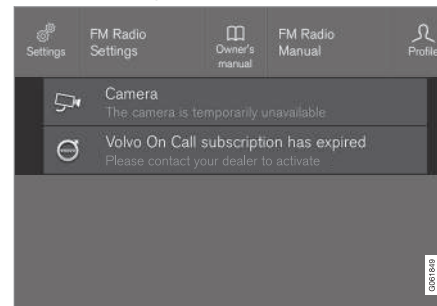 Settings
FM Radio
Settings
Owner's
manual
FM Radio
Manual
Profile
Camera
The camera is temporarily unavailable
Volvo On Call subscription has expired
Please contact your dealer to activate
G061849